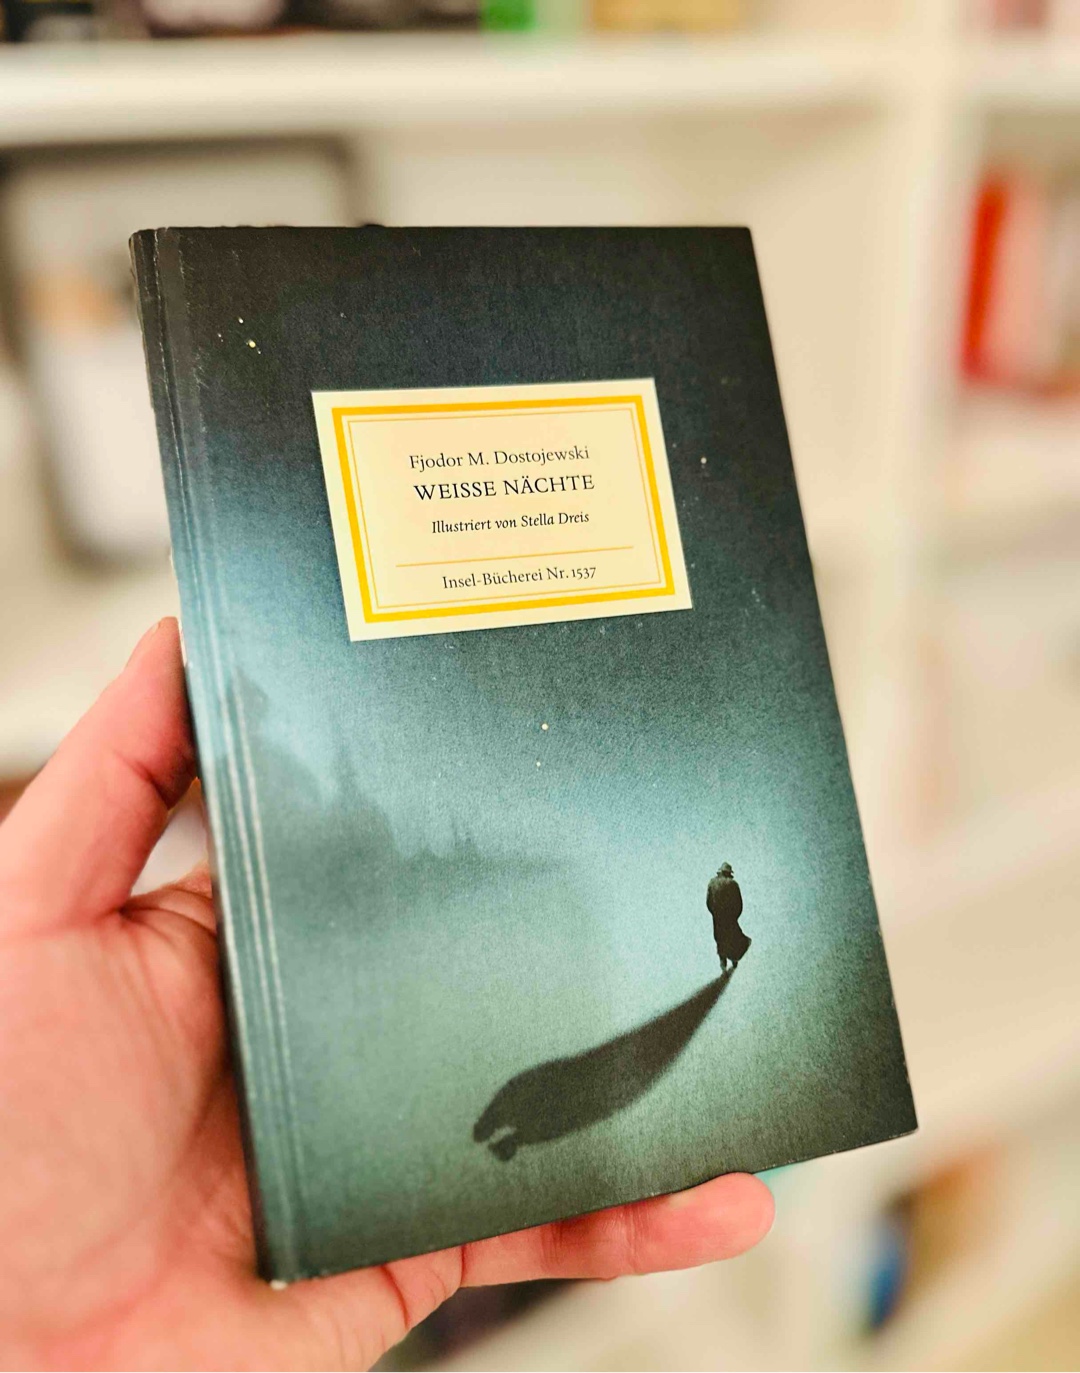 Fjodor M. Dostojewski
WEISSE NÄCHTE
Illustriert von Stella Dreis
Insel-Bücherei Nr. 1537